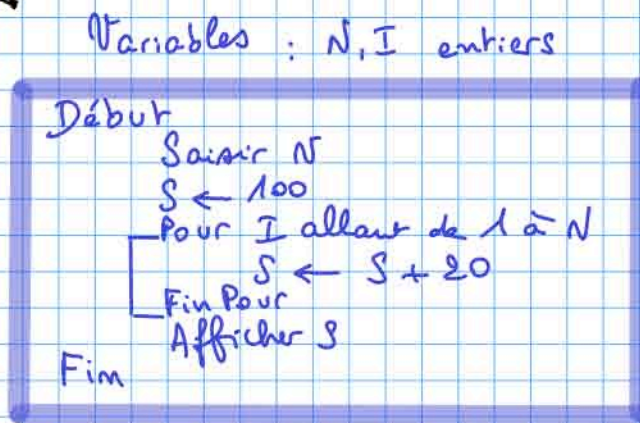 Variables : N, I entiers
Début
Saisir N
S ← 100
Pour I allant de 1 à N
S ← S + 20
Fin Pour
Afficher S
Fin